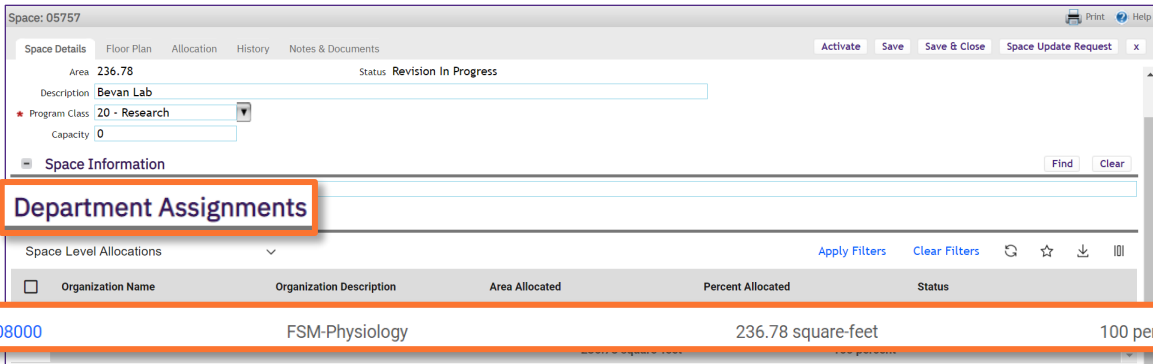 Space: 05757 Print Help
Space Details Floor Plan Allocation History Notes & Documents Activate Save Save & Close Space Update Request x
Area 236.78 Status Revision In Progress
Description Bevan Lab
* Program Class 20 - Research
Capacity 0
Space Information Find Clear
Department Assignments
Space Level Allocations Apply Filters Clear Filters
Organization Name Organization Description Area Allocated Percent Allocated Status
08000 FSM-Physiology 236.78 square-feet 100 per